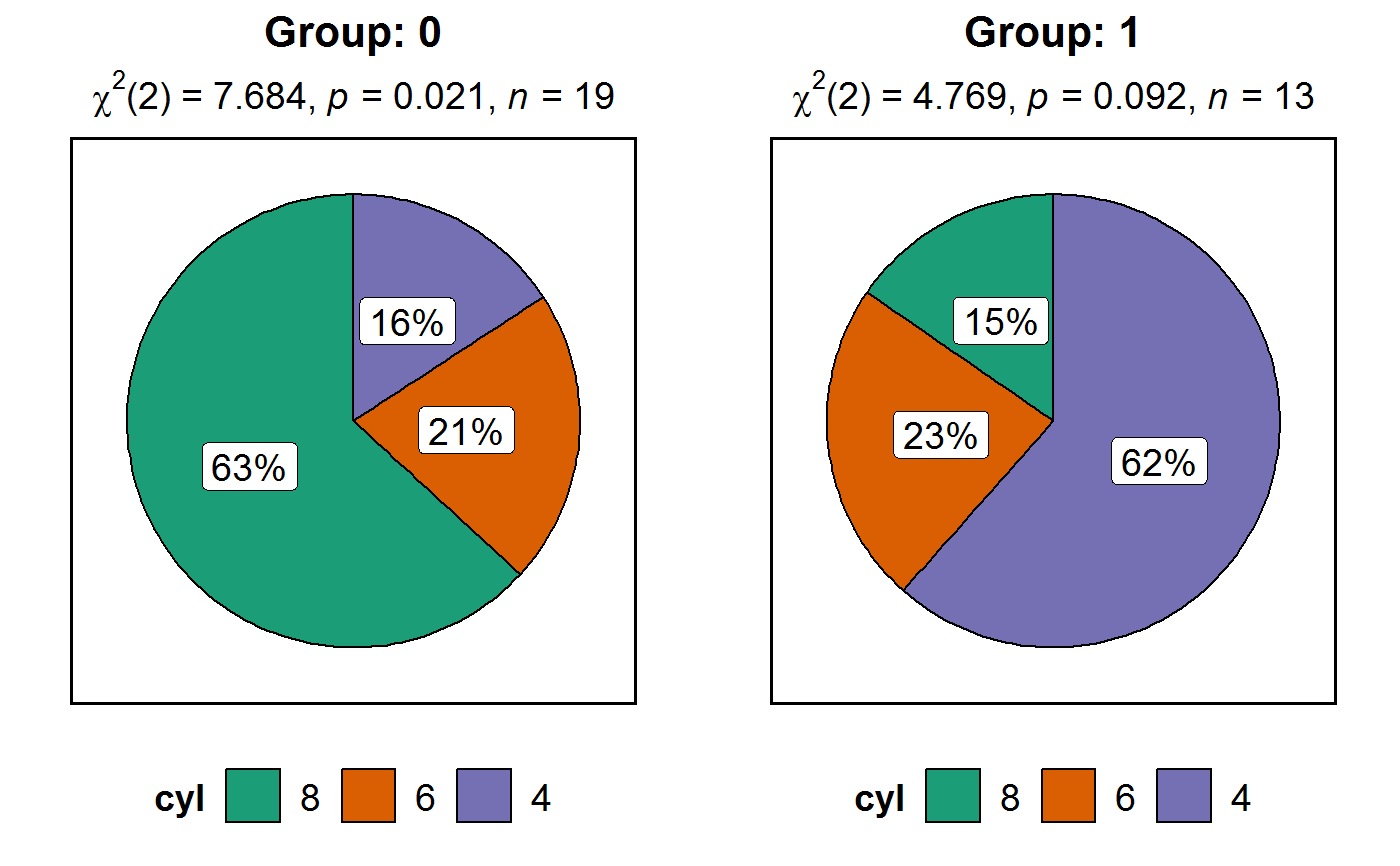 Group: 0
χ²(2) = 7.684, p = 0.021, n = 19
16%
21%
63%
cyl 8 6 4
Group: 1
χ²(2) = 4.769, p = 0.092, n = 13
15%
23%
62%
cyl 8 6 4